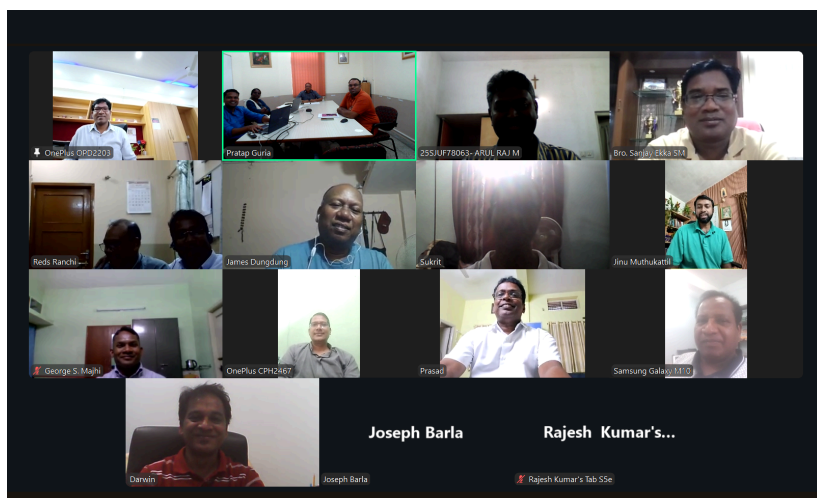 OnePlus OPD2203
Pratap Guria
25SJUF78063- ARUL RAJ M
Bro. Sanjay Ekka SM
Reds Ranchi
James Dungdung
Sukrit
Jinu Muthukattil
George S. Majhi
OnePlus CPH2467
Prasad
Samsung Galaxy M10
Joseph Barla
Rajesh Kumar's...
Darwin
Joseph Barla
Rajesh Kumar's Tab S5e